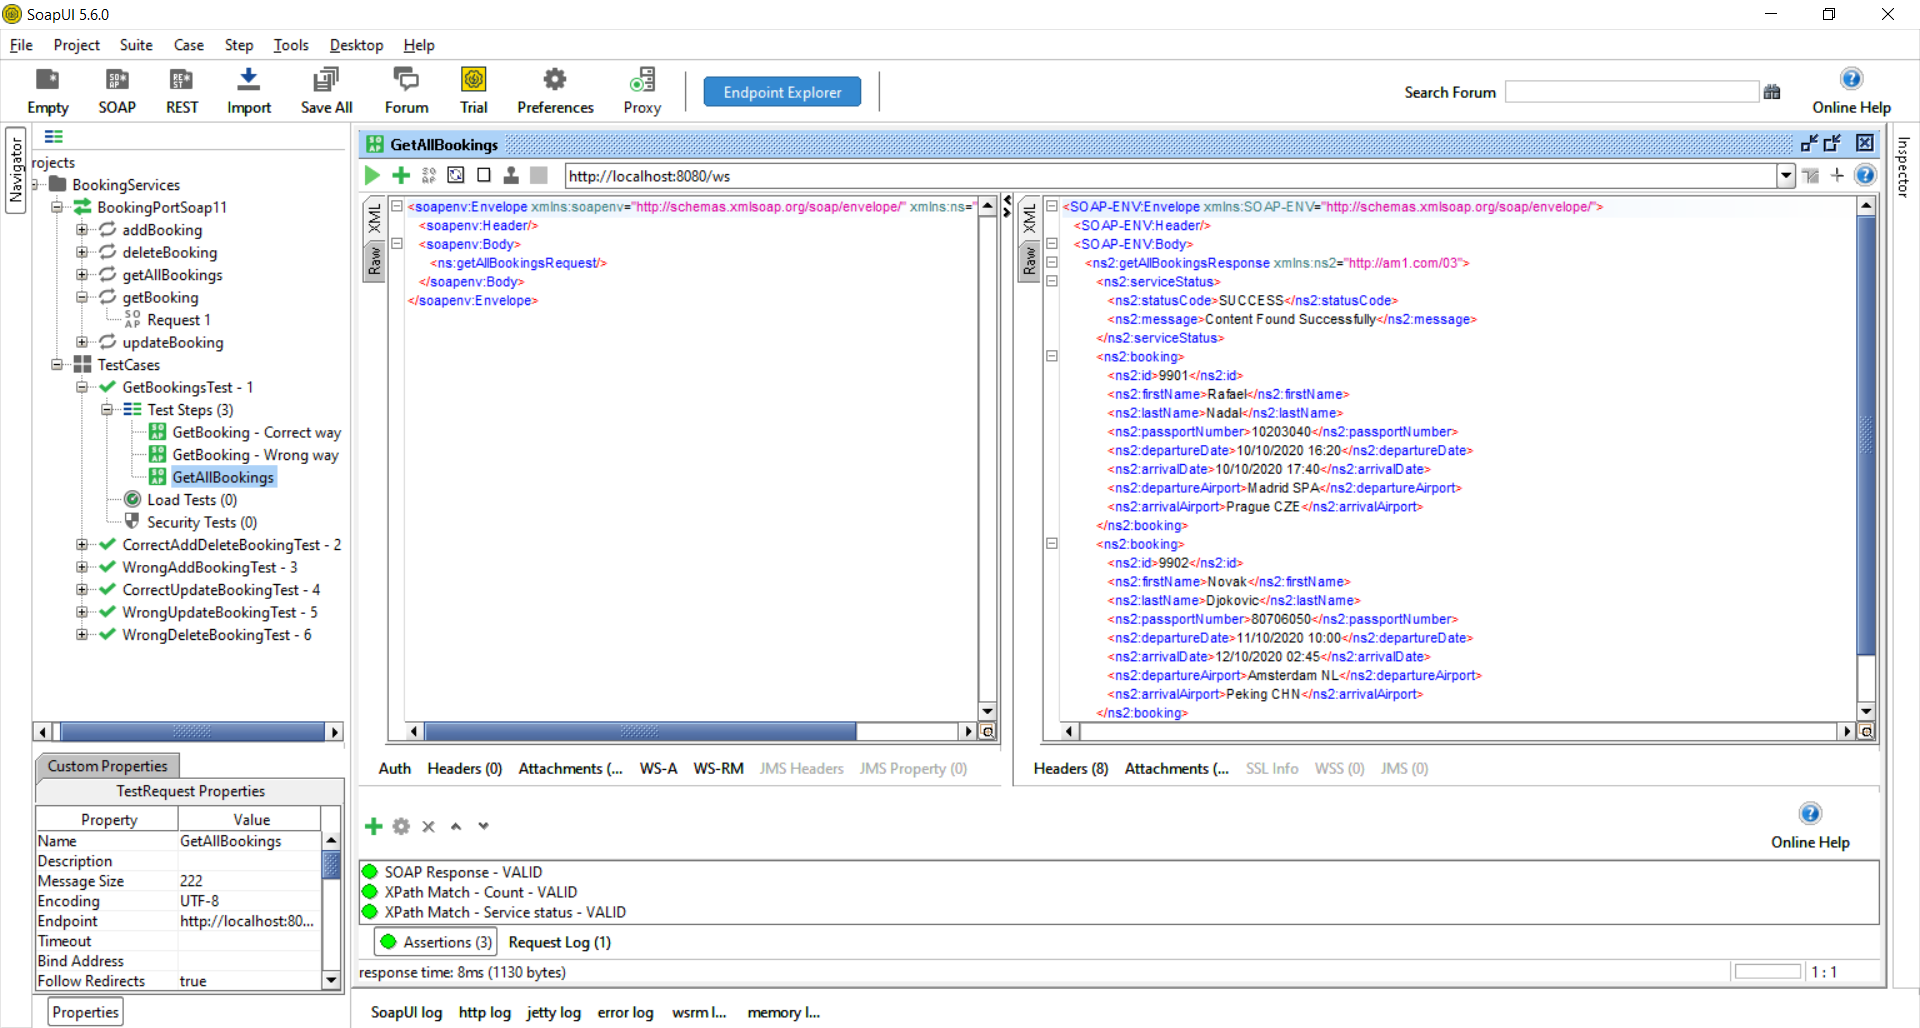 SoapUI 5.6.0
File Project Suite Case Step Tools Desktop Help
Empty SOAP REST Import Save All Forum Trial Preferences Proxy Endpoint Explorer Search Forum Online Help
Navigator
rojects
BookingServices
BookingPortSoap11
addBooking
deleteBooking
getAllBookings
getBooking
Request 1
updateBooking
TestCases
GetBookingsTest - 1
Test Steps (3)
GetBooking - Correct way
GetBooking - Wrong way
GetAllBookings
Load Tests (0)
Security Tests (0)
CorrectAddDeleteBookingTest - 2
WrongAddBookingTest - 3
CorrectUpdateBookingTest - 4
WrongUpdateBookingTest - 5
WrongDeleteBookingTest - 6
Custom Properties
TestRequest Properties
Property Value
Name GetAllBookings
Description
Message Size 222
Encoding UTF-8
Endpoint http://localhost:80...
Timeout
Bind Address
Follow Redirects true
Properties
GetAllBookings
http://localhost:8080/ws
XML
Raw
<soapenv:Envelope xmlns:soapenv="http://schemas.xmlsoap.org/soap/envelope/" xmlns:ns="
<soapenv:Header/>
<soapenv:Body>
<ns:getAllBookingsRequest/>
</soapenv:Body>
</soapenv:Envelope>
Auth Headers (0) Attachments (... WS-A WS-RM JMS Headers JMS Property (0)
XML
Raw
<SOAP-ENV:Envelope xmlns:SOAP-ENV="http://schemas.xmlsoap.org/soap/envelope/">
<SOAP-ENV:Header/>
<SOAP-ENV:Body>
<ns2:getAllBookingsResponse xmlns:ns2="http://am1.com/03">
<ns2:serviceStatus>
<ns2:statusCode>SUCCESS</ns2:statusCode>
<ns2:message>Content Found Successfully</ns2:message>
</ns2:serviceStatus>
<ns2:booking>
<ns2:id>9901</ns2:id>
<ns2:firstName>Rafael</ns2:firstName>
<ns2:lastName>Nadal</ns2:lastName>
<ns2:passportNumber>10203040</ns2:passportNumber>
<ns2:departureDate>10/10/2020 16:20</ns2:departureDate>
<ns2:arrivalDate>10/10/2020 17:40</ns2:arrivalDate>
<ns2:departureAirport>Madrid SPA</ns2:departureAirport>
<ns2:arrivalAirport>Prague CZE</ns2:arrivalAirport>
</ns2:booking>
<ns2:booking>
<ns2:id>9902</ns2:id>
<ns2:firstName>Novak</ns2:firstName>
<ns2:lastName>Djokovic</ns2:lastName>
<ns2:passportNumber>80706050</ns2:passportNumber>
<ns2:departureDate>11/10/2020 10:00</ns2:departureDate>
<ns2:arrivalDate>12/10/2020 02:45</ns2:arrivalDate>
<ns2:departureAirport>Amsterdam NL</ns2:departureAirport>
<ns2:arrivalAirport>Peking CHN</ns2:arrivalAirport>
</ns2:booking>
Headers (8) Attachments (... SSL Info WSS (0) JMS (0)
Online Help
SOAP Response - VALID
XPath Match - Count - VALID
XPath Match - Service status - VALID
Assertions (3) Request Log (1)
response time: 8ms (1130 bytes) 1 : 1
SoapUI log http log jetty log error log wsrm l... memory l...
Inspector